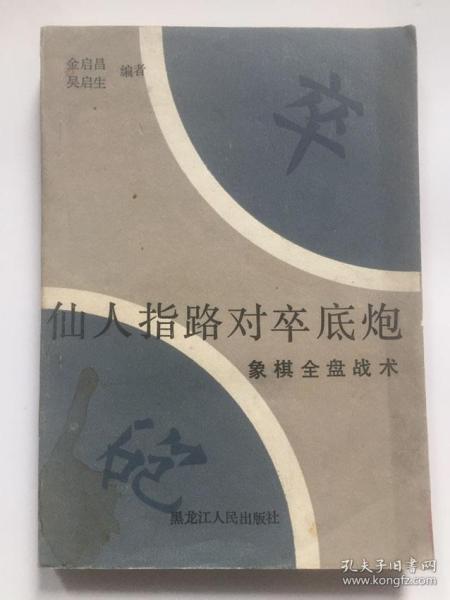 金启昌
吴启生
编者
卒
仙人指路对卒底炮
象棋全盘战术
砲
黑龙江人民出版社
孔夫子旧书网
www.kongfz.com